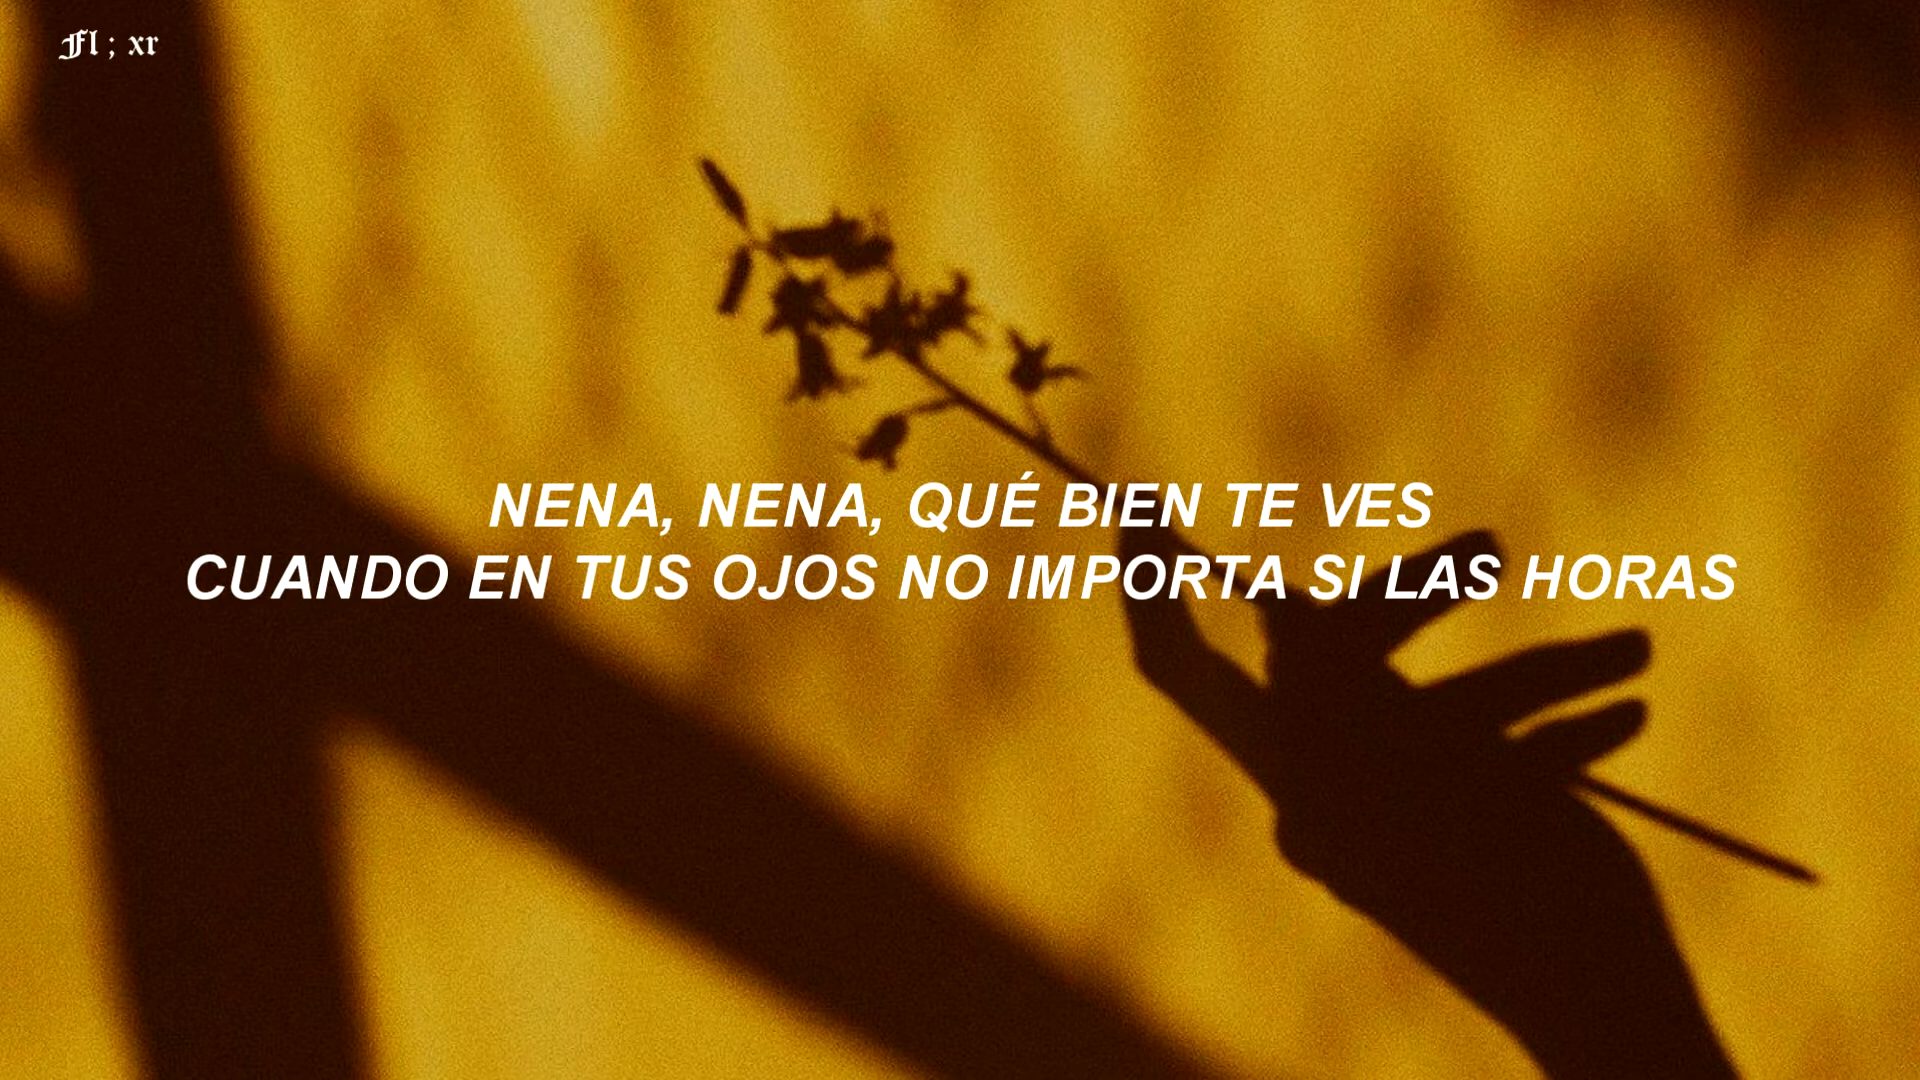 Fl ; xr
NENA, NENA, QUÉ BIEN TE VES
CUANDO EN TUS OJOS NO IMPORTA SI LAS HORAS